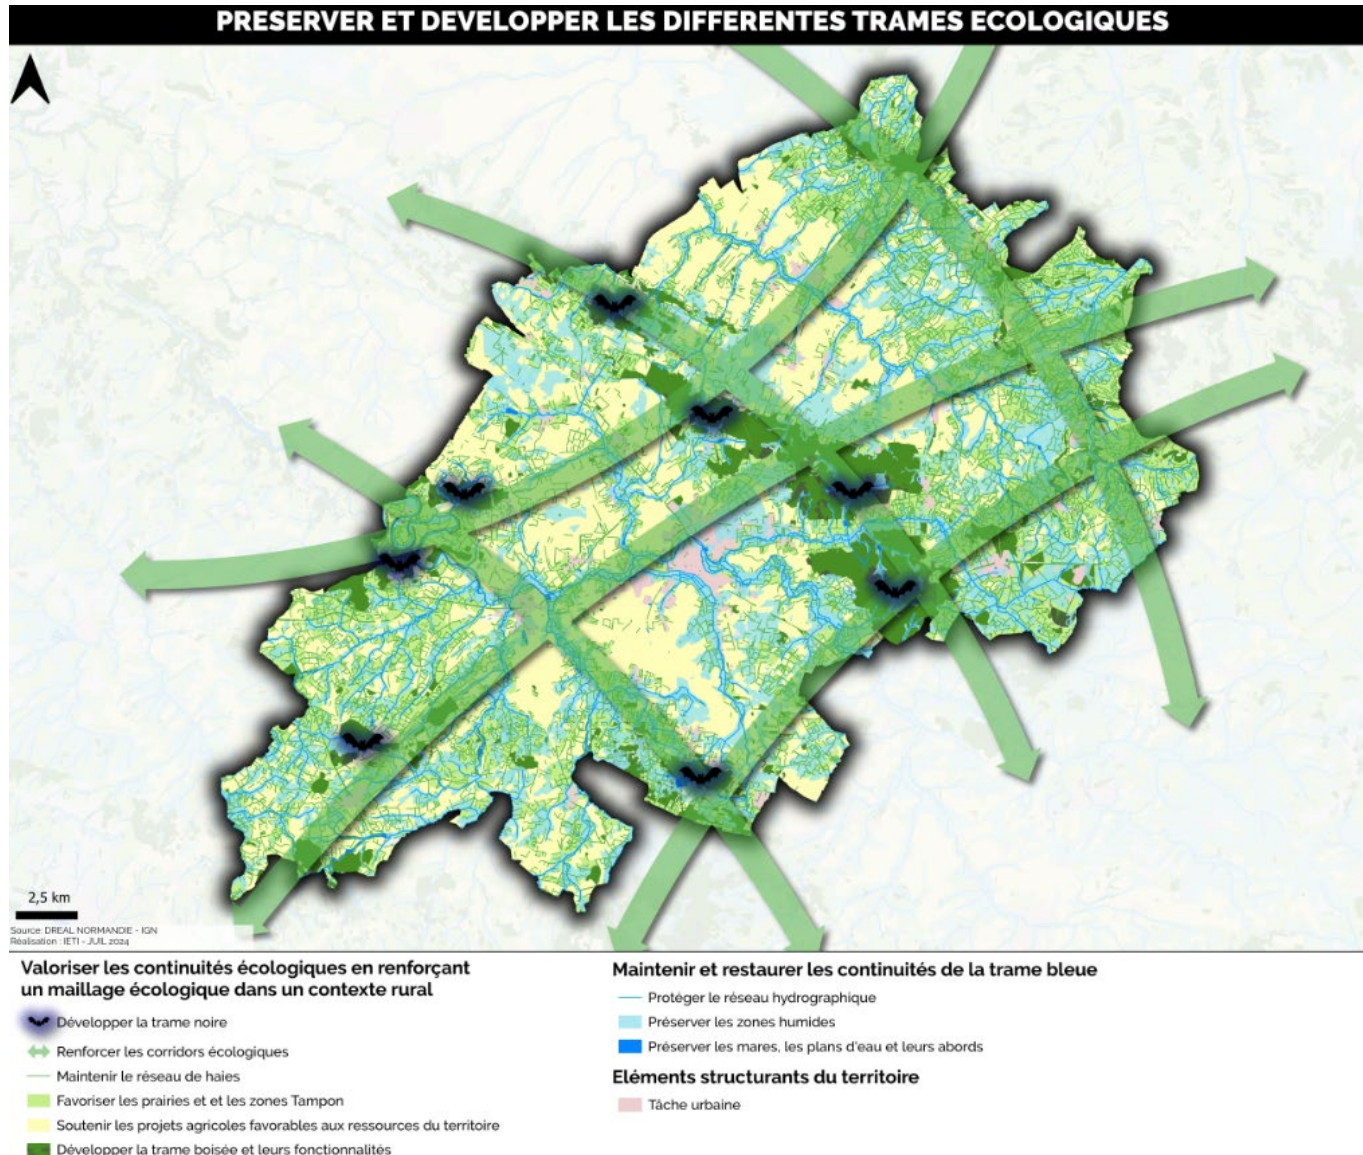 PRESERVER ET DEVELOPPER LES DIFFERENTES TRAMES ECOLOGIQUES
2,5 km
Source: DREAL NORMANDIE - IGN
Réalisation : IETI - JUIL 2024
Valoriser les continuités écologiques en renforçant
un maillage écologique dans un contexte rural
Développer la trame noire
Renforcer les corridors écologiques
Maintenir le réseau de haies
Favoriser les prairies et et les zones Tampon
Soutenir les projets agricoles favorables aux ressources du territoire
Développer la trame boisée et leurs fonctionnalités
Maintenir et restaurer les continuités de la trame bleue
Protéger le réseau hydrographique
Préserver les zones humides
Préserver les mares, les plans d'eau et leurs abords
Eléments structurants du territoire
Tâche urbaine